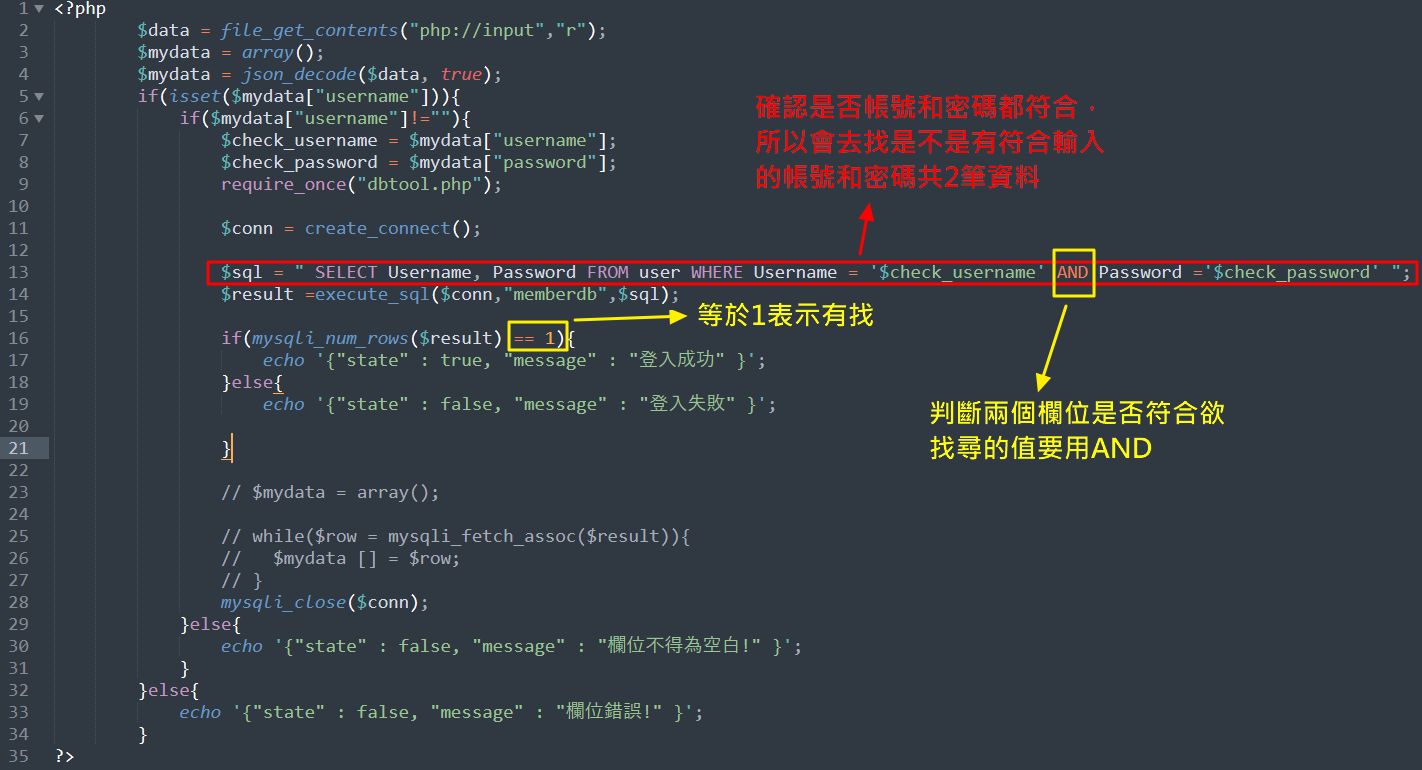 1 <?php
2 $data = file_get_contents("php://input","r");
3 $mydata = array();
4 $mydata = json_decode($data, true);
5 if(isset($mydata["username"])){
6 if($mydata["username"]!=""){
7 $check_username = $mydata["username"];
8 $check_password = $mydata["password"];
9 require_once("dbtool.php");
確認是否帳號和密碼都符合，
所以會去找是不是有符合輸入
的帳號和密碼共2筆資料
10
11 $conn = create_connect();
12
13 $sql = " SELECT Username, Password FROM user WHERE Username = '$check_username' AND Password ='$check_password' ";
14 $result =execute_sql($conn,"memberdb",$sql);
15
等於1表示有找
16 if(mysqli_num_rows($result) == 1){
17 echo '{"state" : true, "message" : "登入成功" }';
18 }else{
19 echo '{"state" : false, "message" : "登入失敗" }';
判斷兩個欄位是否符合欲
找尋的值要用AND
20
21 }
22
23 // $mydata = array();
24
25 // while($row = mysqli_fetch_assoc($result)){
26 // $mydata [] = $row;
27 // }
28 mysqli_close($conn);
29 }else{
30 echo '{"state" : false, "message" : "欄位不得為空白!" }';
31 }
32 }else{
33 echo '{"state" : false, "message" : "欄位錯誤!" }';
34 }
35 ?>